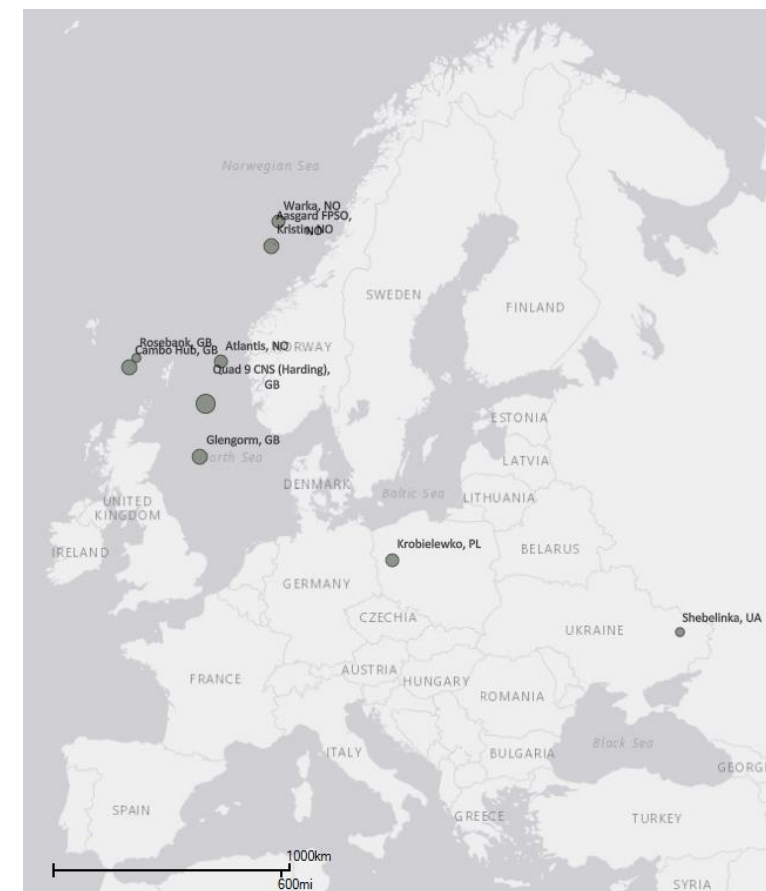 Norwegian Sea
Warka, NO
Aasgard FPSO,
NO
Kristin, NO
SWEDEN
FINLAND
Rosebank, GB
Cambo Hub, GB
Atlantis, NO
NORWAY
Quad 9 CNS (Harding),
GB
ESTONIA
Glengorm, GB
North Sea
LATVIA
DENMARK
Baltic Sea
LITHUANIA
UNITED
KINGDOM
IRELAND
Krobielewko, PL
BELARUS
GERMANY
CZECHIA
Shebelinka, UA
UKRAINE
FRANCE
AUSTRIA
HUNGARY
ROMANIA
ITALY
Black Sea
BULGARIA
GEORG
SPAIN
GREECE
TURKEY
1000km
600mi
SYRIA